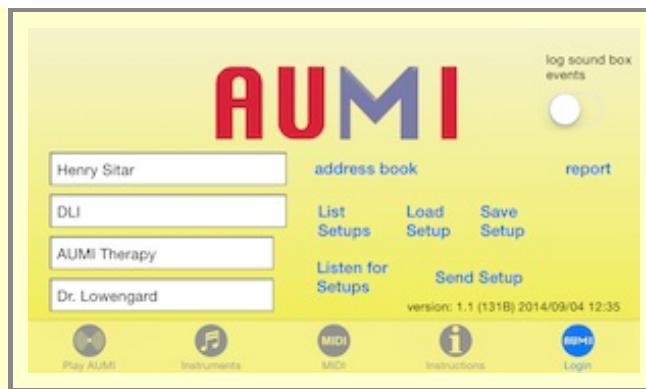 AUMI
log sound box
events
Henry Sitar
address book
report
DLI
List
Setups
Load
Setup
Save
Setup
AUMI Therapy
Listen for
Setups
Send Setup
Dr. Lowengard
version: 1.1 (131B) 2014/09/04 12:35
MIDI
AUMI
Play AUMI
Instruments
MIDI
Instructions
Login